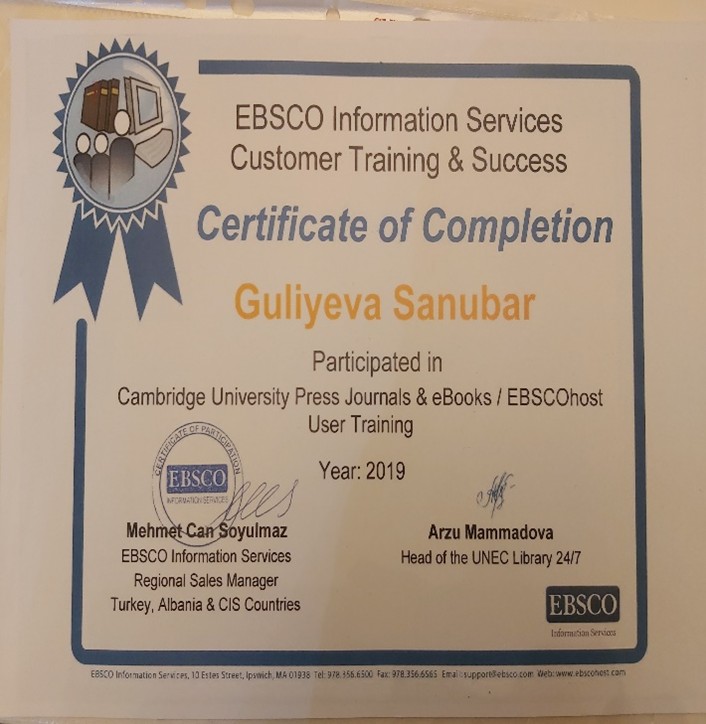 EBSCO Information Services
Customer Training & Success
Certificate of Completion
Guliyeva Sanubar
Participated in
Cambridge University Press Journals & eBooks / EBSCOhost
User Training
Year: 2019
CERTIFICATE OF PARTICIPATION
EBSCO
INFORMATION SERVICES
Mehmet Can Soyulmaz
EBSCO Information Services
Regional Sales Manager
Turkey, Albania & CIS Countries
Arzu Mammadova
Head of the UNEC Library 24/7
EBSCO
Information Services
EBSCO Information Services, 10 Estes Street, Ipswich, MA 01938 Tel: 978.356.6500 Fax: 978.356.6565 Email: support@ebsco.com Web: www.ebscohost.com